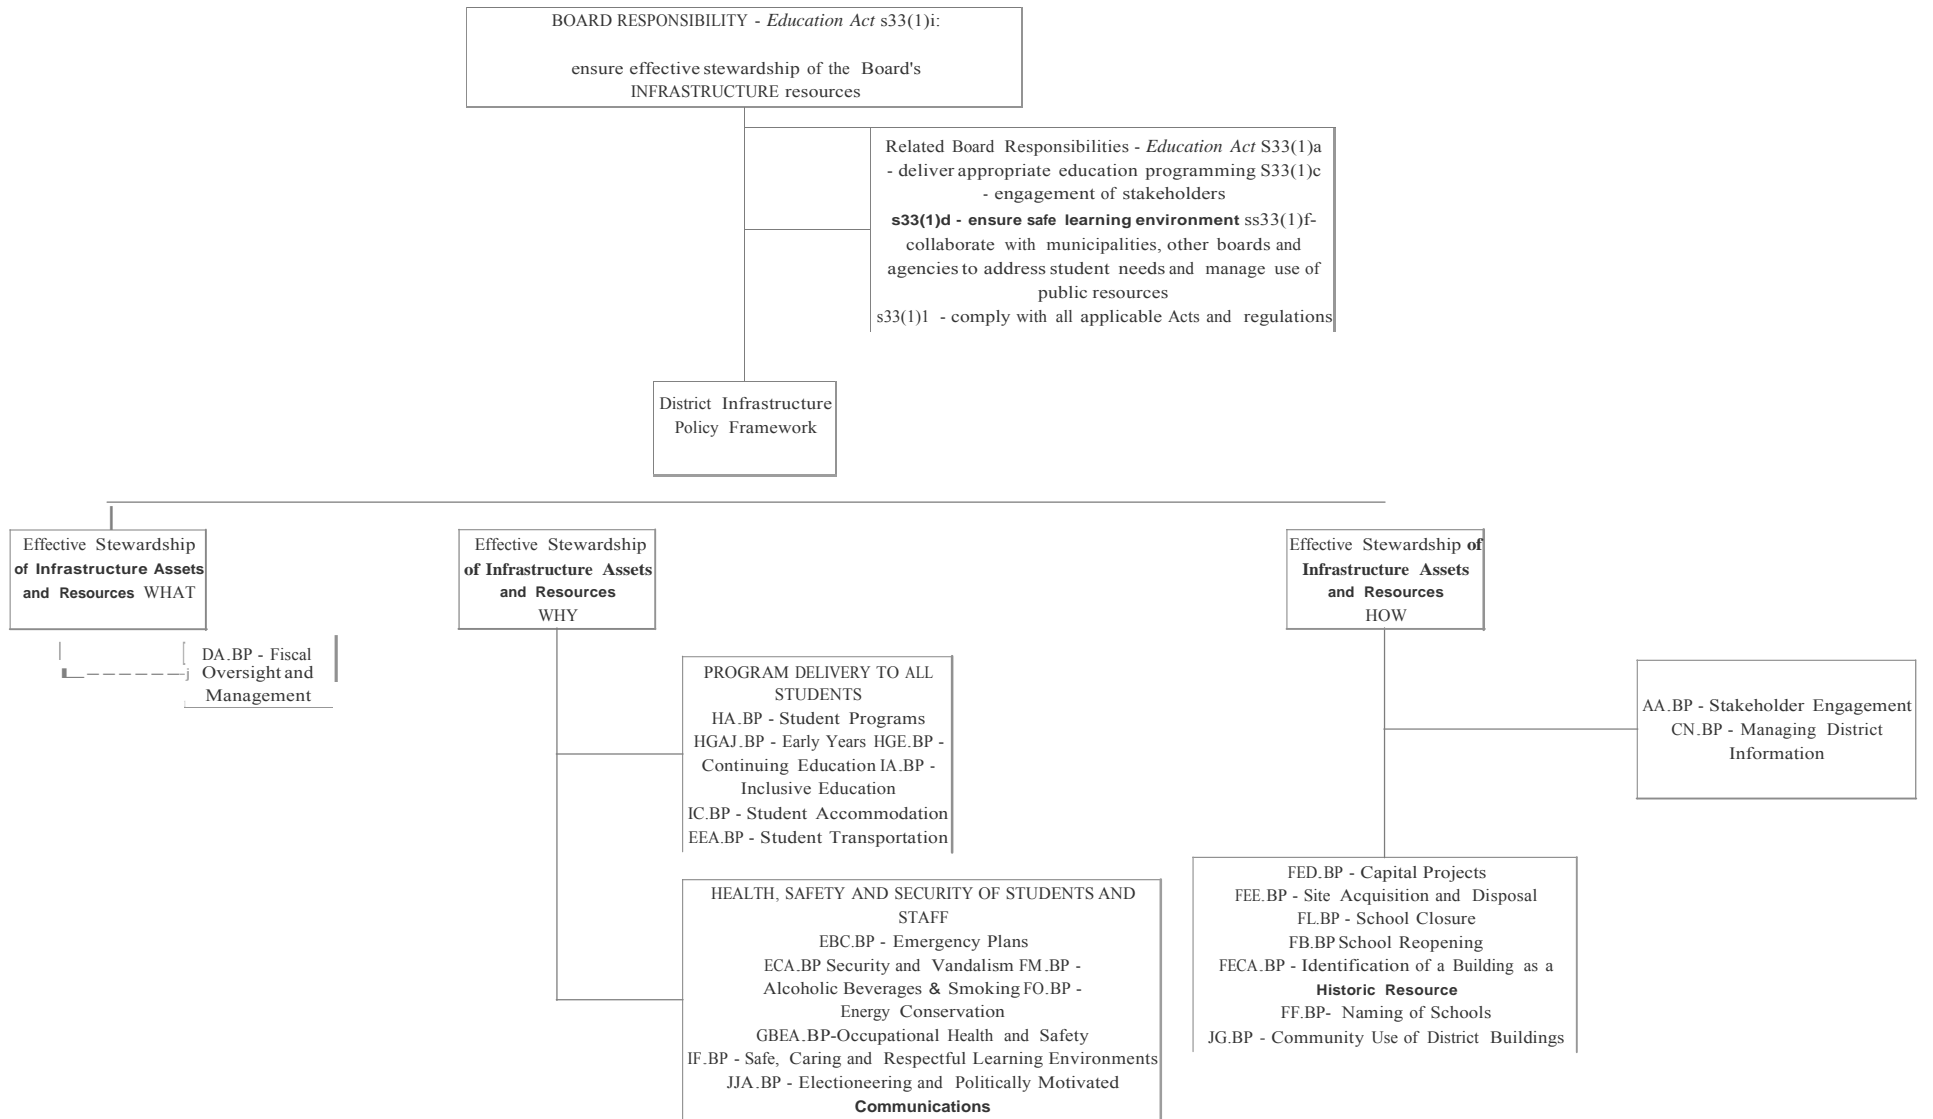 BOARD RESPONSIBILITY - Education Act s33(1)i:
ensure effective stewardship of the Board's
INFRASTRUCTURE resources
Related Board Responsibilities - Education Act S33(1)a
- deliver appropriate education programming S33(1)c
- engagement of stakeholders
s33(1)d - ensure safe learning environment ss33(1)f-
collaborate with municipalities, other boards and
agencies to address student needs and manage use of
public resources
s33(1)l - comply with all applicable Acts and regulations
District Infrastructure
Policy Framework
Effective Stewardship
of Infrastructure Assets
and Resources WHAT
DA.BP - Fiscal
Oversight and
Management
Effective Stewardship
of Infrastructure Assets
and Resources
WHY
PROGRAM DELIVERY TO ALL
STUDENTS
HA.BP - Student Programs
HGAJ.BP - Early Years HGE.BP -
Continuing Education IA.BP -
Inclusive Education
IC.BP - Student Accommodation
EEA.BP - Student Transportation
HEALTH, SAFETY AND SECURITY OF STUDENTS AND
STAFF
EBC.BP - Emergency Plans
ECA.BP Security and Vandalism FM.BP -
Alcoholic Beverages & Smoking FO.BP -
Energy Conservation
GBEA.BP-Occupational Health and Safety
IF.BP - Safe, Caring and Respectful Learning Environments
JJA.BP - Electioneering and Politically Motivated
Communications
Effective Stewardship of
Infrastructure Assets
and Resources
HOW
AA.BP - Stakeholder Engagement
CN.BP - Managing District
Information
FED.BP - Capital Projects
FEE.BP - Site Acquisition and Disposal
FL.BP - School Closure
FB.BP School Reopening
FECA.BP - Identification of a Building as a
Historic Resource
FF.BP- Naming of Schools
JG.BP - Community Use of District Buildings